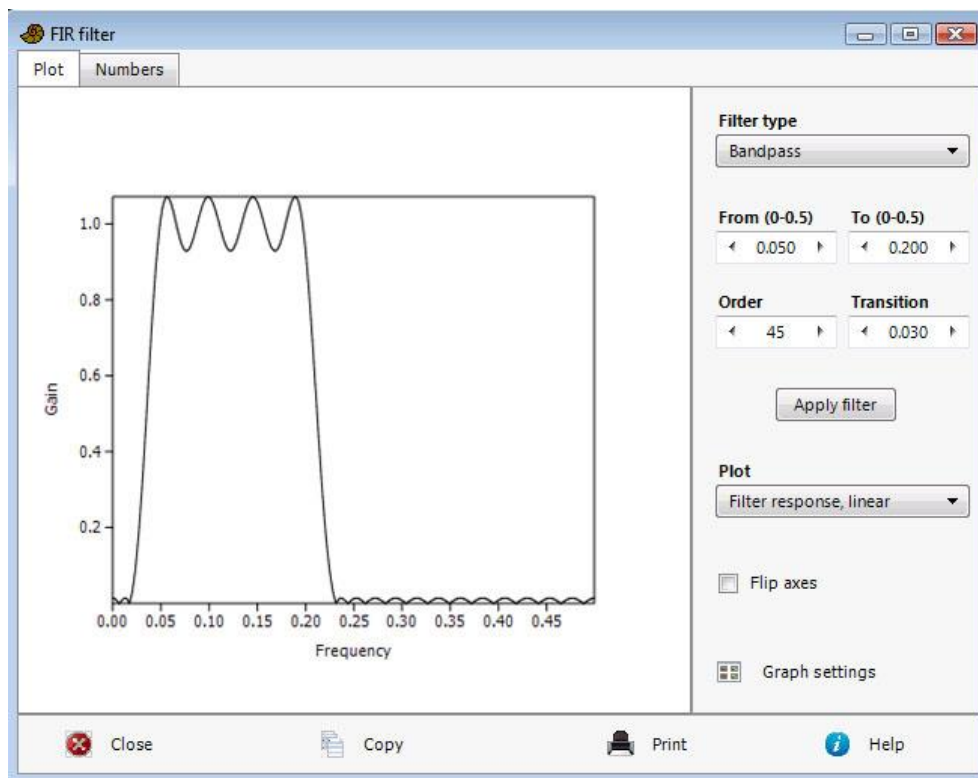 FIR filter
Plot Numbers
Filter type
Bandpass
From (0-0.5) To (0-0.5)
0.050 0.200
Order Transition
45 0.030
Apply filter
Plot
Filter response, linear
Flip axes
Graph settings
1.0
0.8
0.6
0.4
0.2
Gain
0.00 0.05 0.10 0.15 0.20 0.25 0.30 0.35 0.40 0.45
Frequency
Close Copy Print Help